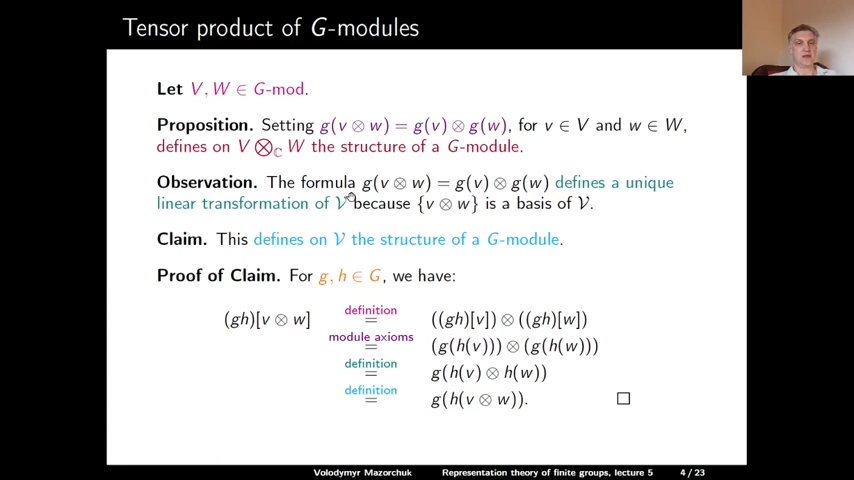 Tensor product of G-modules
Let V, W ∈ G-mod.
Proposition. Setting g(v ⊗ w) = g(v) ⊗ g(w), for v ∈ V and w ∈ W,
defines on V ⨂_ℂ W the structure of a G-module.
Observation. The formula g(v ⊗ w) = g(v) ⊗ g(w) defines a unique
linear transformation of 𝒱 because {v ⊗ w} is a basis of 𝒱.
Claim. This defines on 𝒱 the structure of a G-module.
Proof of Claim. For g, h ∈ G, we have:
(gh)[v ⊗ w] definition = ((gh)[v]) ⊗ ((gh)[w])
module axioms = (g(h(v))) ⊗ (g(h(w)))
definition = g(h(v) ⊗ h(w))
definition = g(h(v ⊗ w)). □
Volodymyr Mazorchuk Representation theory of finite groups, lecture 5 4/23